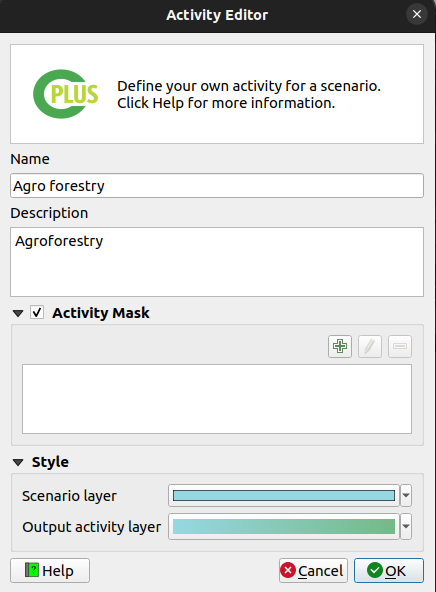 Activity Editor
C PLUS
Define your own activity for a scenario.
Click Help for more information.
Name
Agro forestry
Description
Agroforestry
Activity Mask
Style
Scenario layer
Output activity layer
Help
Cancel
OK